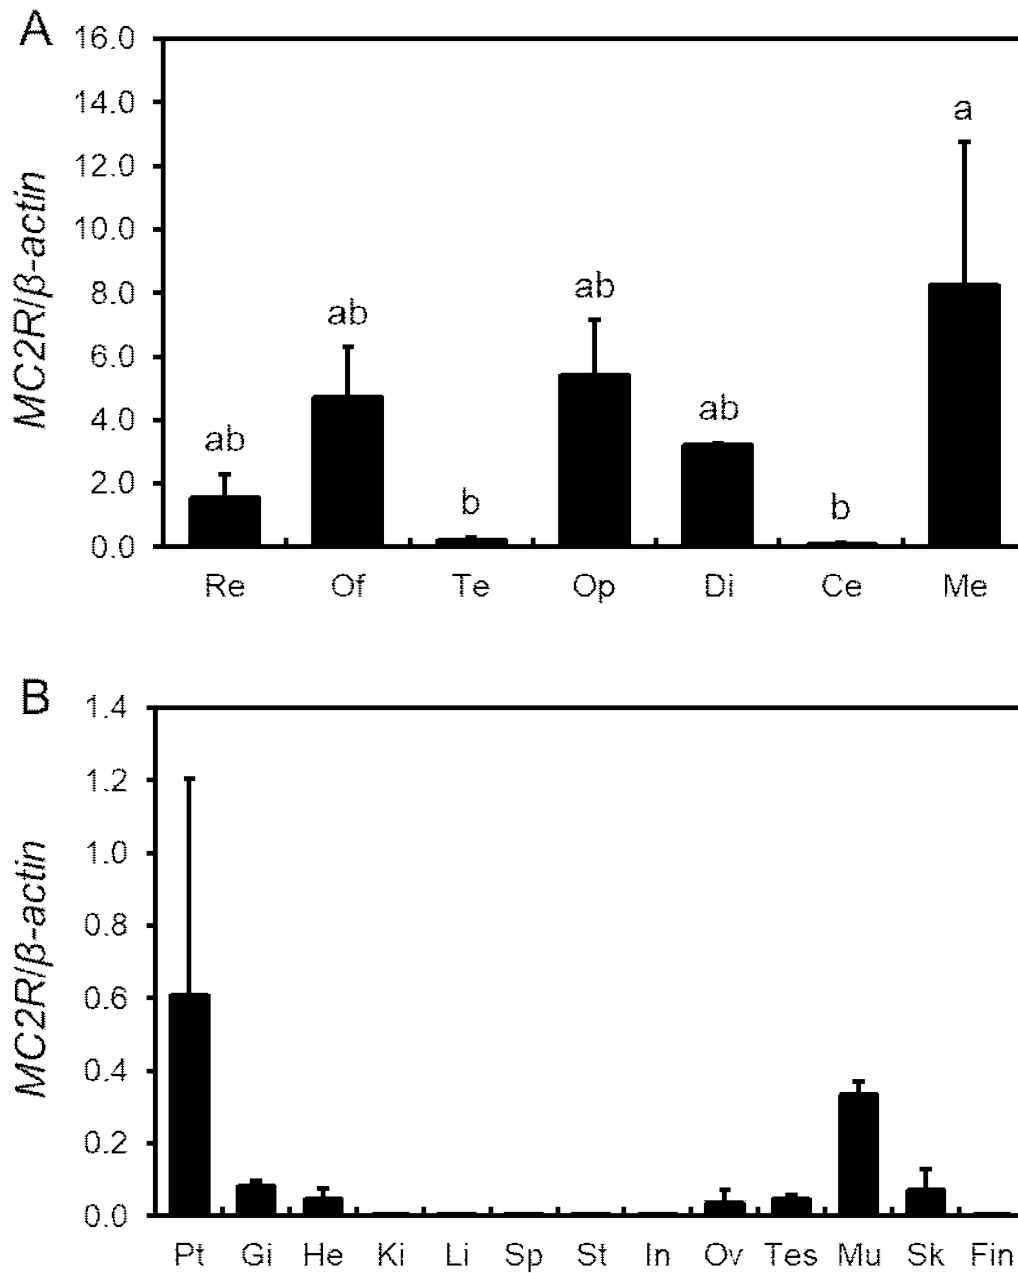 A
16.0
14.0
12.0
10.0
8.0
6.0
4.0
2.0
0.0
MC2R/β-actin
ab
ab
b
ab
ab
b
a
Re Of Te Op Di Ce Me
B
1.4
1.2
1.0
0.8
0.6
0.4
0.2
0.0
MC2R/β-actin
Pt Gi He Ki Li Sp St In Ov Tes Mu Sk Fin